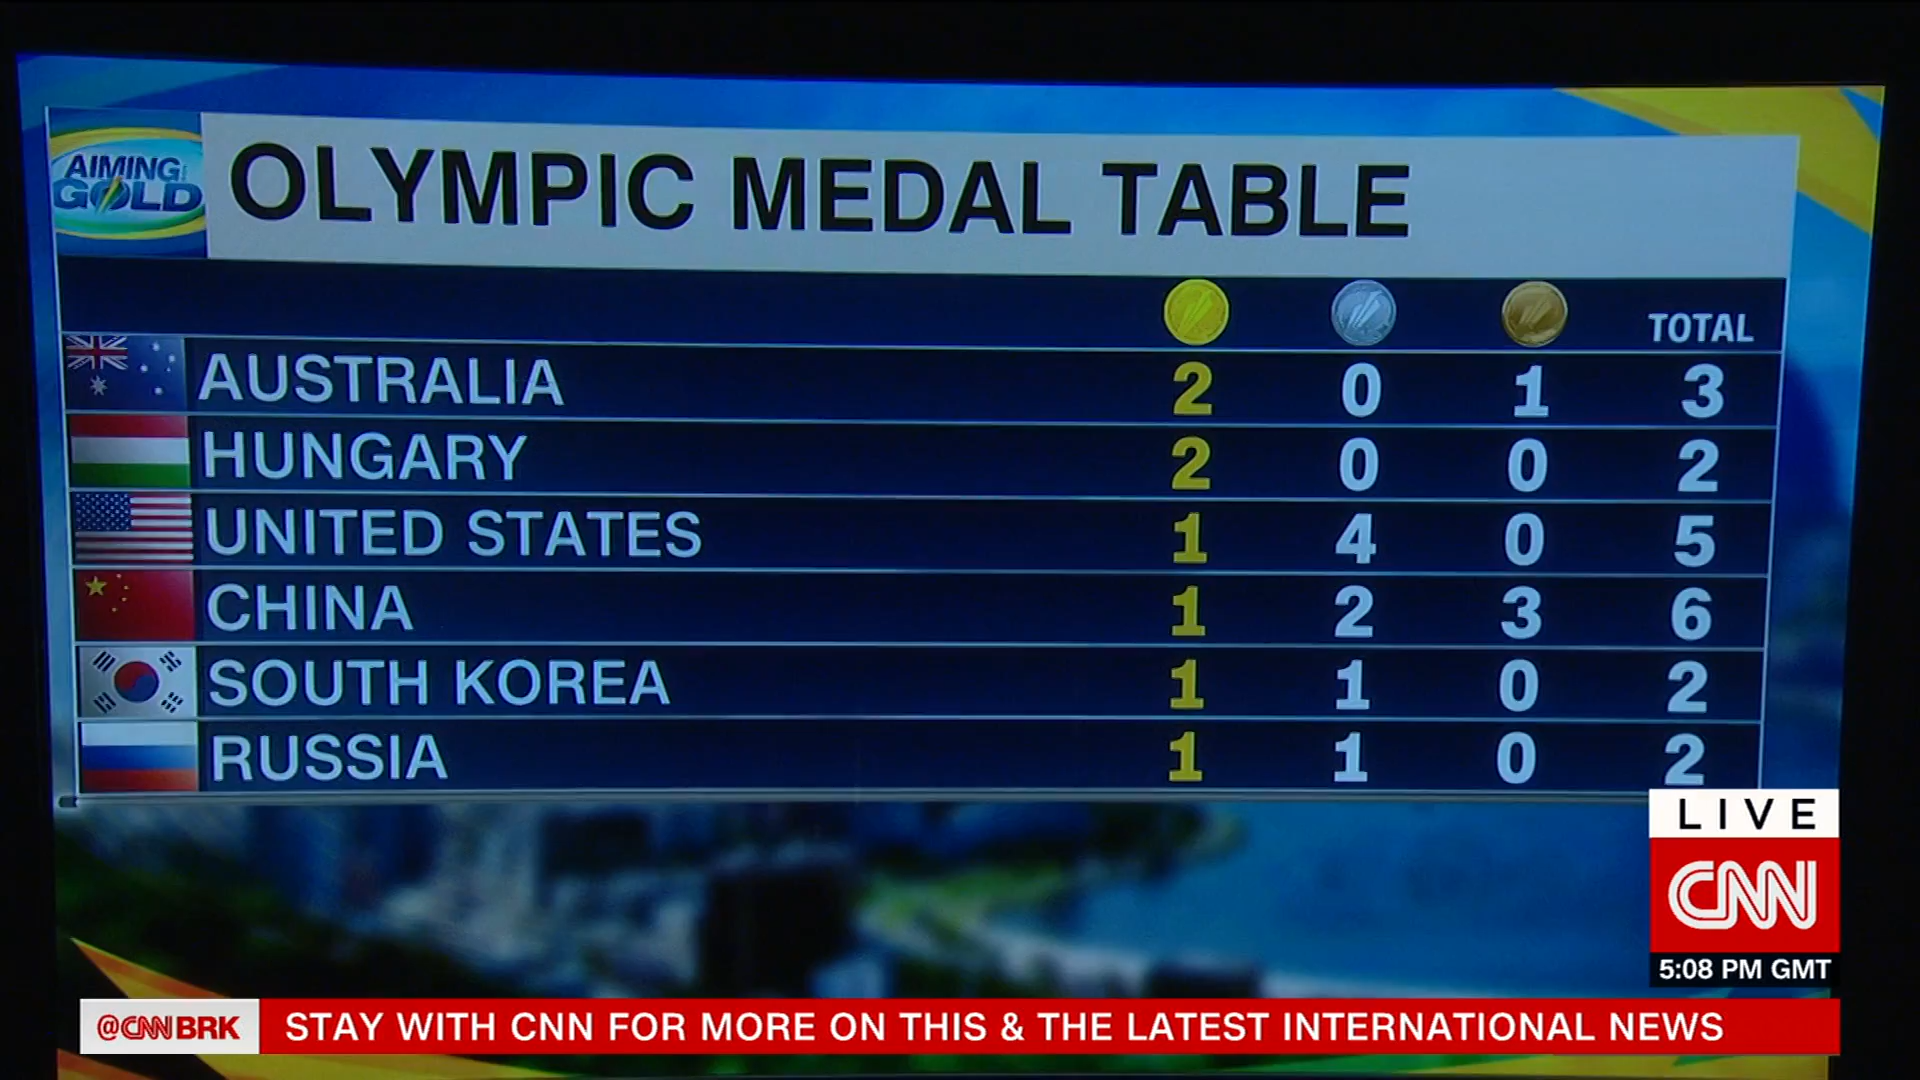 AIMING FOR
GOLD
OLYMPIC MEDAL TABLE
TOTAL
AUSTRALIA 2 0 1 3
HUNGARY 2 0 0 2
UNITED STATES 1 4 0 5
CHINA 1 2 3 6
SOUTH KOREA 1 1 0 2
RUSSIA 1 1 0 2
LIVE
CNN
5:08 PM GMT
@CNNBRK STAY WITH CNN FOR MORE ON THIS & THE LATEST INTERNATIONAL NEWS